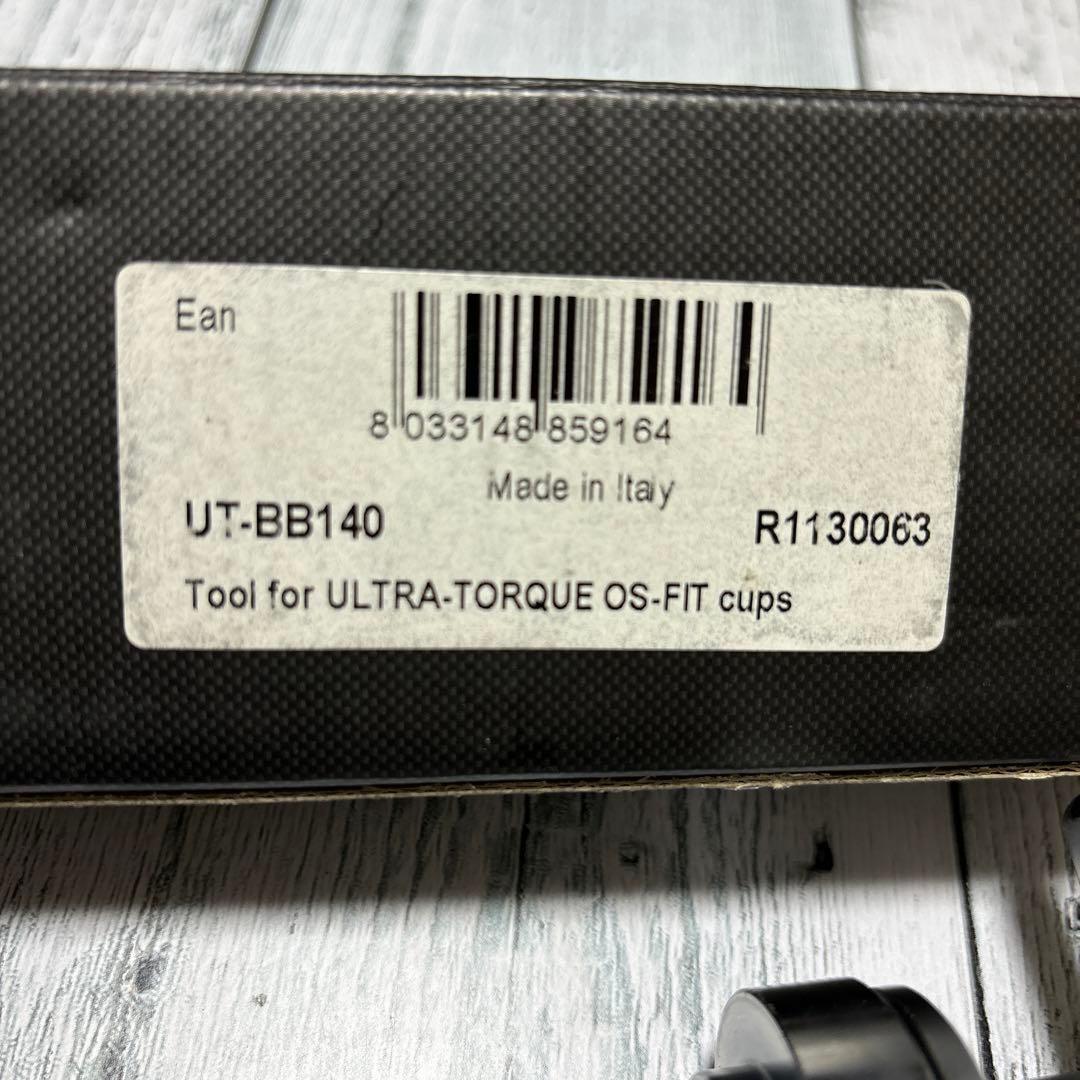 Ean
8 033148 859164
Made in Italy
UT-BB140 R1130063
Tool for ULTRA-TORQUE OS-FIT cups